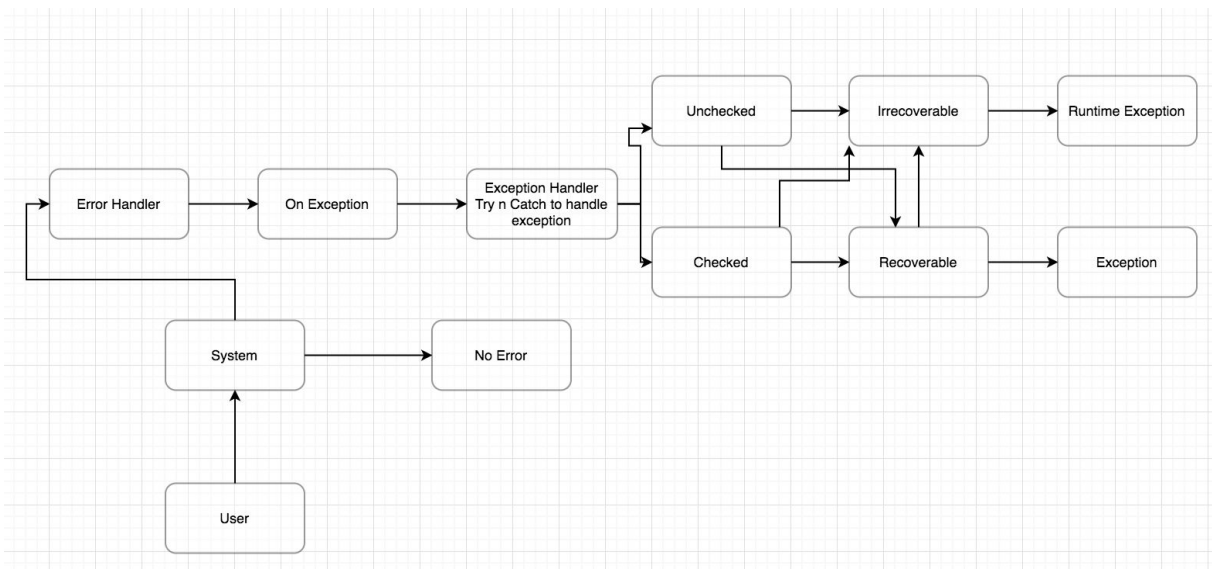 Unchecked
Irrecoverable
Runtime Exception
Error Handler
On Exception
Exception Handler
Try n Catch to handle
exception
Checked
Recoverable
Exception
System
No Error
User